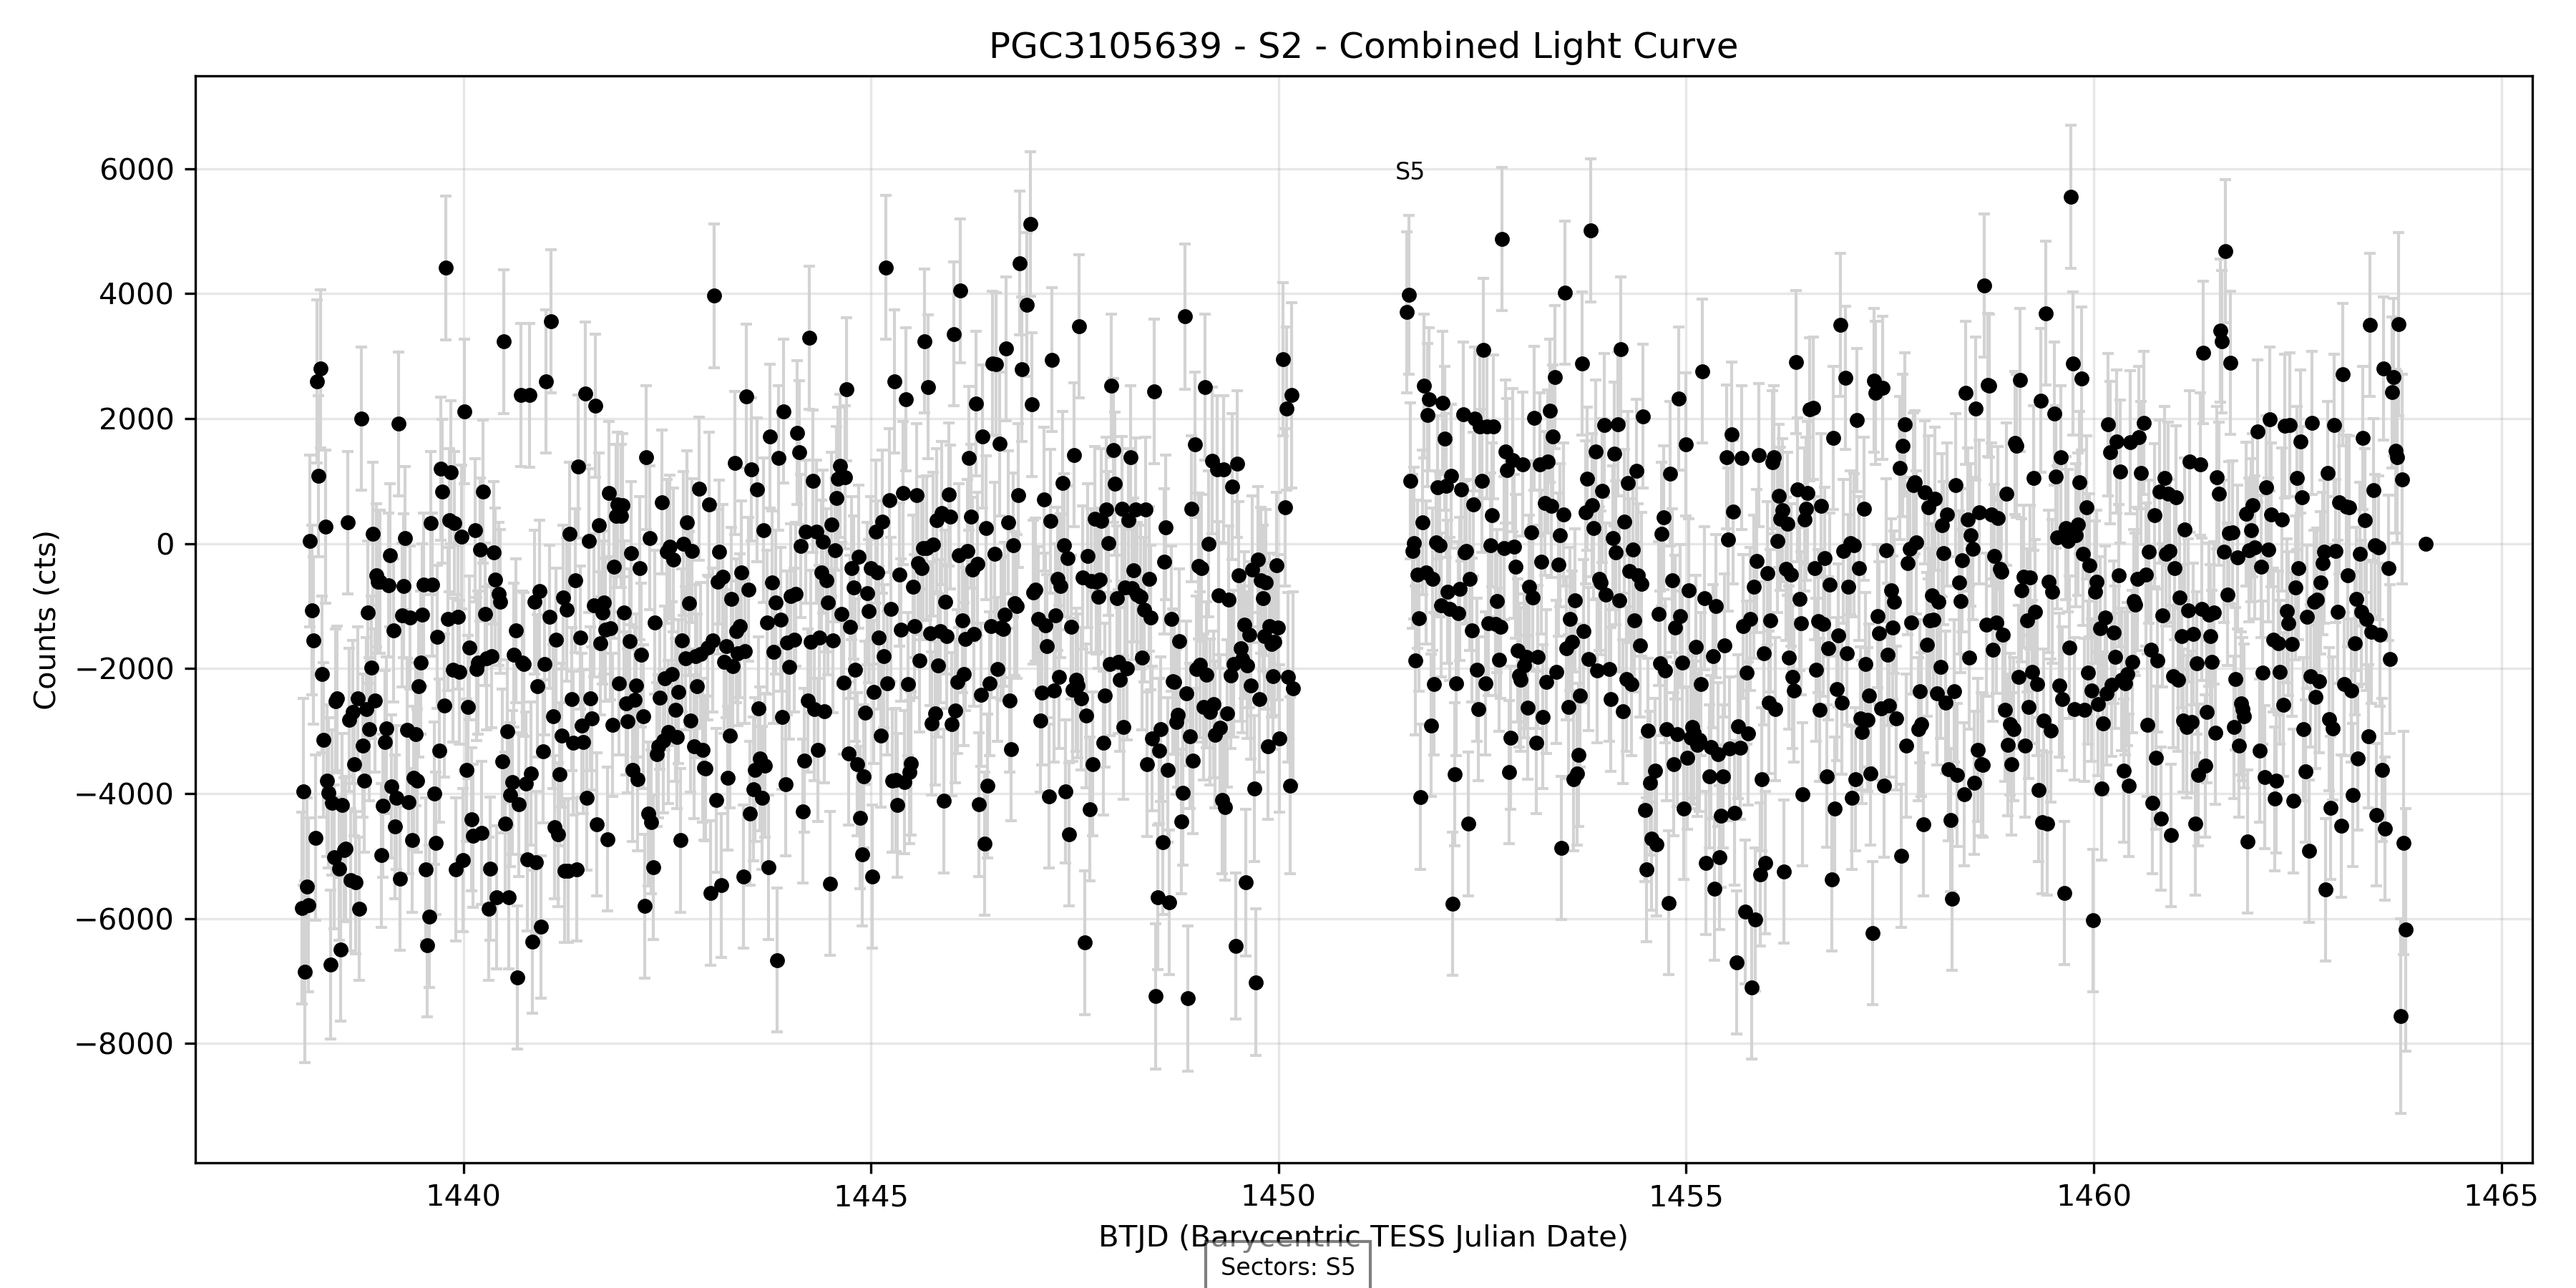 PGC3105639 - S2 - Combined Light Curve
6000
4000
2000
0
−2000
−4000
−6000
−8000
Counts (cts)
S5
1440
1445
1450
1455
1460
1465
BTJD (Barycentric TESS Julian Date)
Sectors: S5